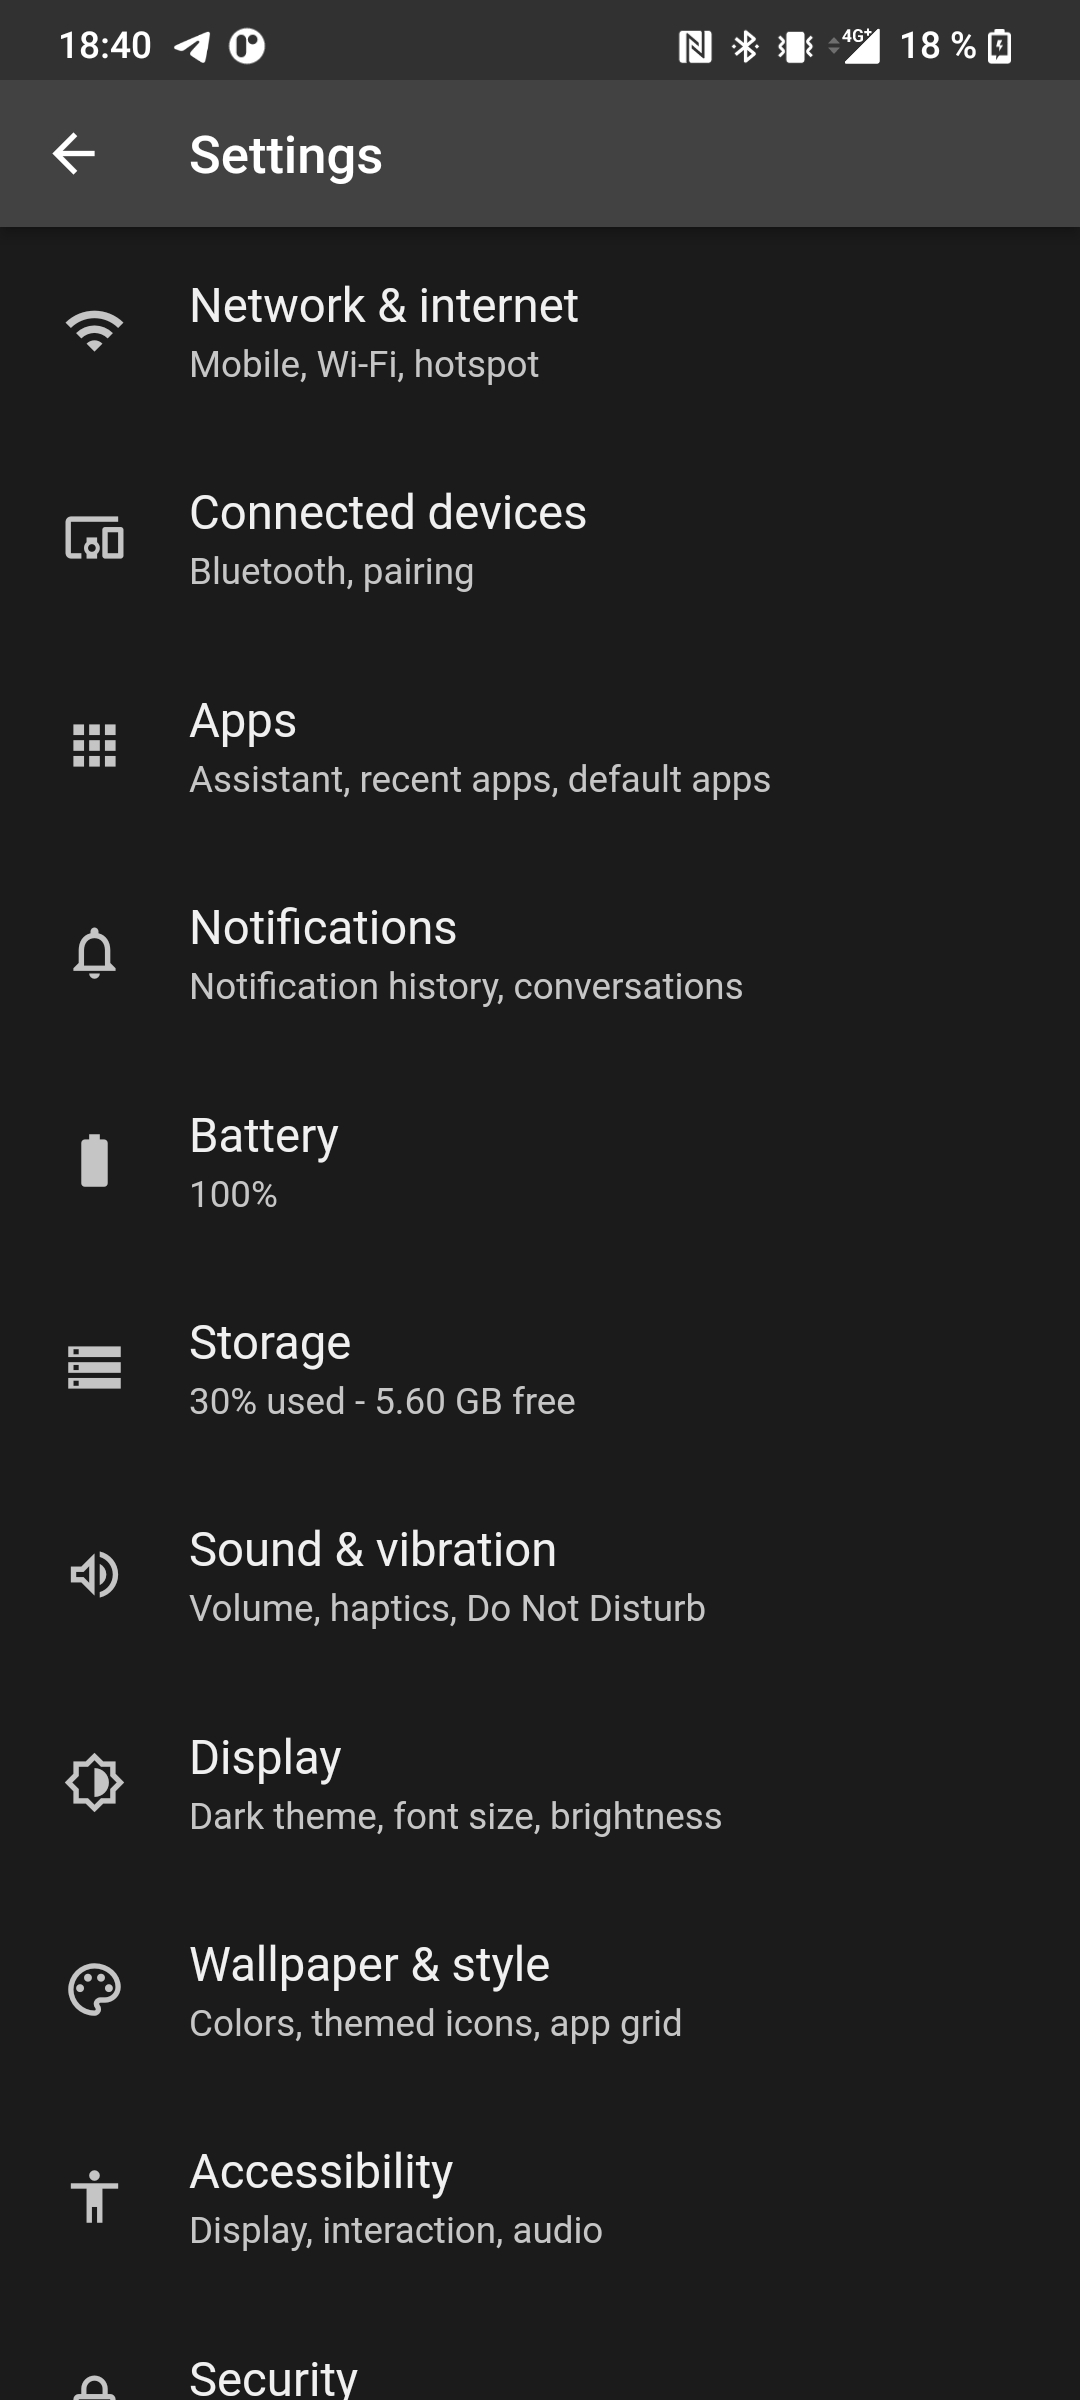 18:40 4G+ 18 %
Settings
Network & internet
Mobile, Wi-Fi, hotspot
Connected devices
Bluetooth, pairing
Apps
Assistant, recent apps, default apps
Notifications
Notification history, conversations
Battery
100%
Storage
30% used - 5.60 GB free
Sound & vibration
Volume, haptics, Do Not Disturb
Display
Dark theme, font size, brightness
Wallpaper & style
Colors, themed icons, app grid
Accessibility
Display, interaction, audio
Security